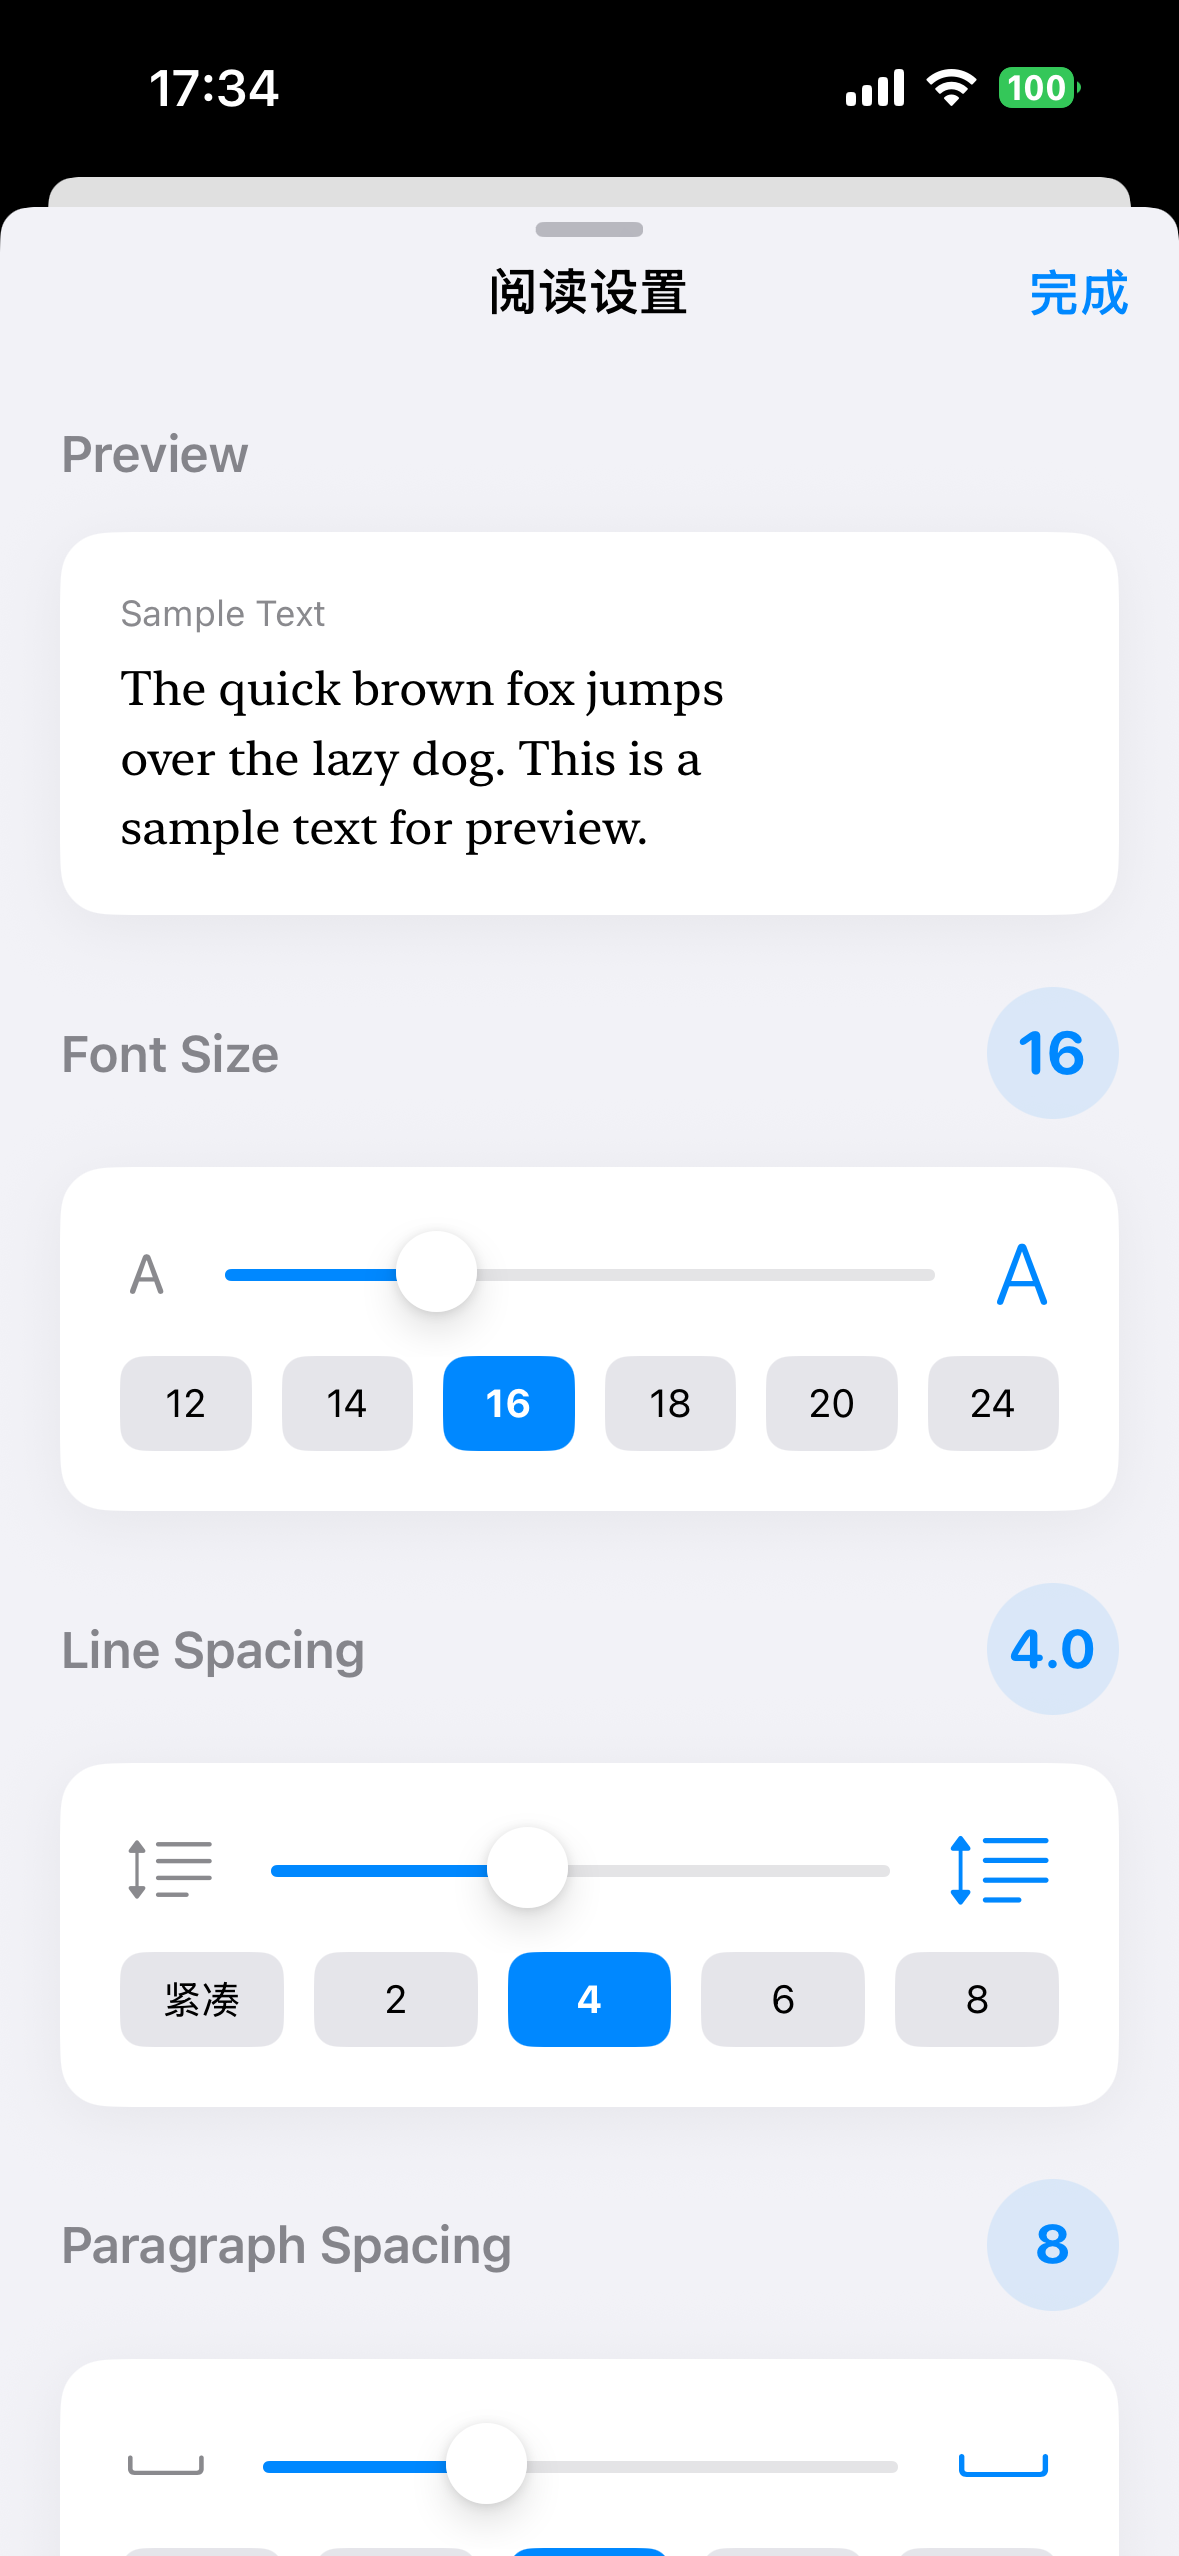 17:34
100
阅读设置
完成
Preview
Sample Text
The quick brown fox jumps
over the lazy dog. This is a
sample text for preview.
Font Size
16
A
A
12 14 16 18 20 24
Line Spacing
4.0
紧凑 2 4 6 8
Paragraph Spacing
8